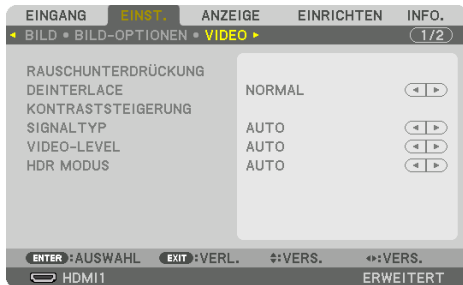 EINGANG EINST. ANZEIGE EINRICHTEN INFO.
◂ BILD • BILD-OPTIONEN • VIDEO ▸ (1/2)
RAUSCHUNTERDRÜCKUNG
DEINTERLACE NORMAL
KONTRASTSTEIGERUNG
SIGNALTYP AUTO
VIDEO-LEVEL AUTO
HDR MODUS AUTO
ENTER :AUSWAHL EXIT :VERL. :VERS. :VERS.
HDMI1 ERWEITERT